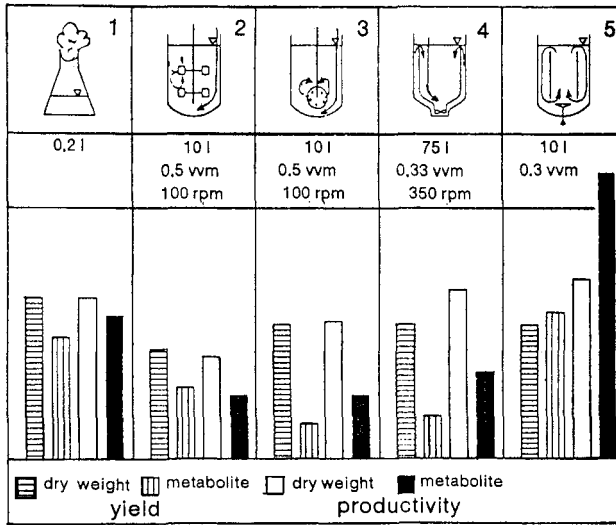 1
2
3
4
5
0,2 l
10 l
0.5 vvm
100 rpm
10 l
0.5 vvm
100 rpm
75 l
0,33 vvm
350 rpm
10 l
0.3 vvm
dry weight metabolite dry weight metabolite
yield productivity